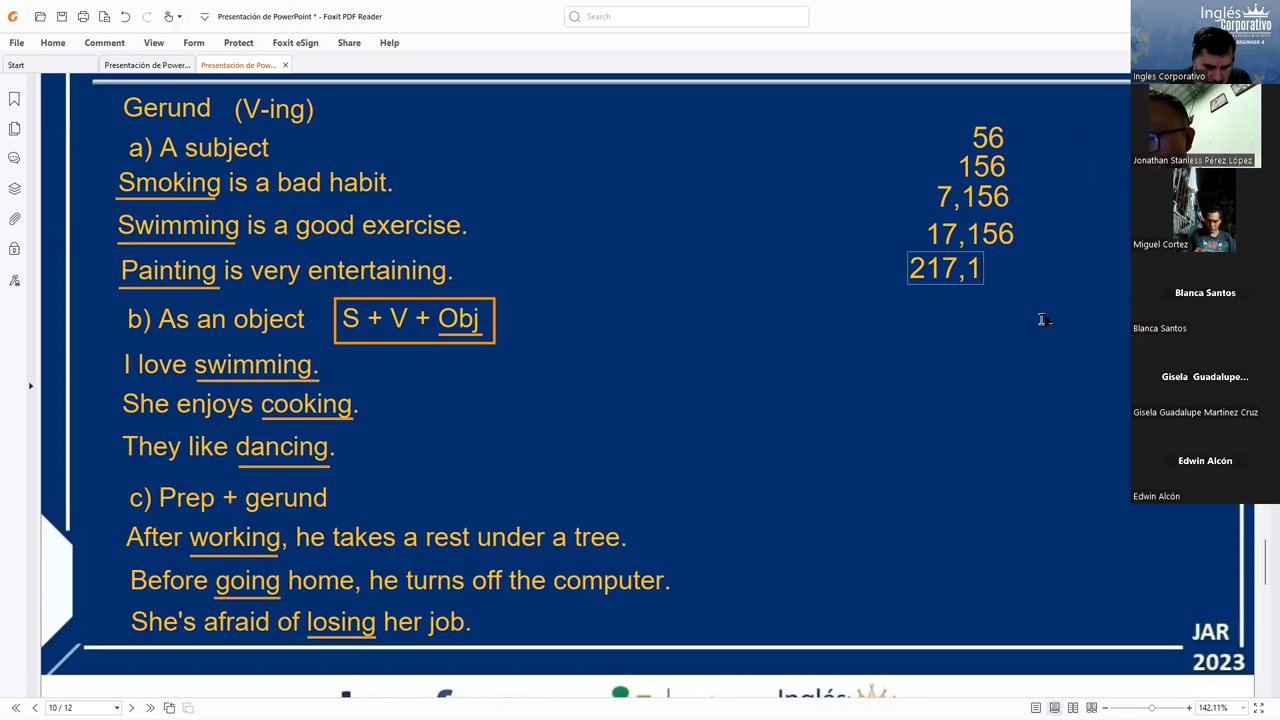 Presentación de PowerPoint * - Foxit PDF Reader
Search
File Home Comment View Form Protect Foxit eSign Share Help
Start
Presentación de Power...
Presentación de Pow...
Gerund (V-ing)
a) A subject
Smoking is a bad habit.
Swimming is a good exercise.
Painting is very entertaining.
b) As an object
S + V + Obj
I love swimming.
She enjoys cooking.
They like dancing.
c) Prep + gerund
After working, he takes a rest under a tree.
Before going home, he turns off the computer.
She's afraid of losing her job.
56
156
7,156
17,156
217,1
JAR
2023
Inglés
Corporativo
BEGINNER 4
Ingles Corporativo
Jonathan Stanless Pérez López
Miguel Cortez
Blanca Santos
Blanca Santos
Gisela Guadalupe...
Gisela Guadalupe Martinez Cruz
Edwin Alcón
Edwin Alcón
Inglés
10 / 12
142.11%